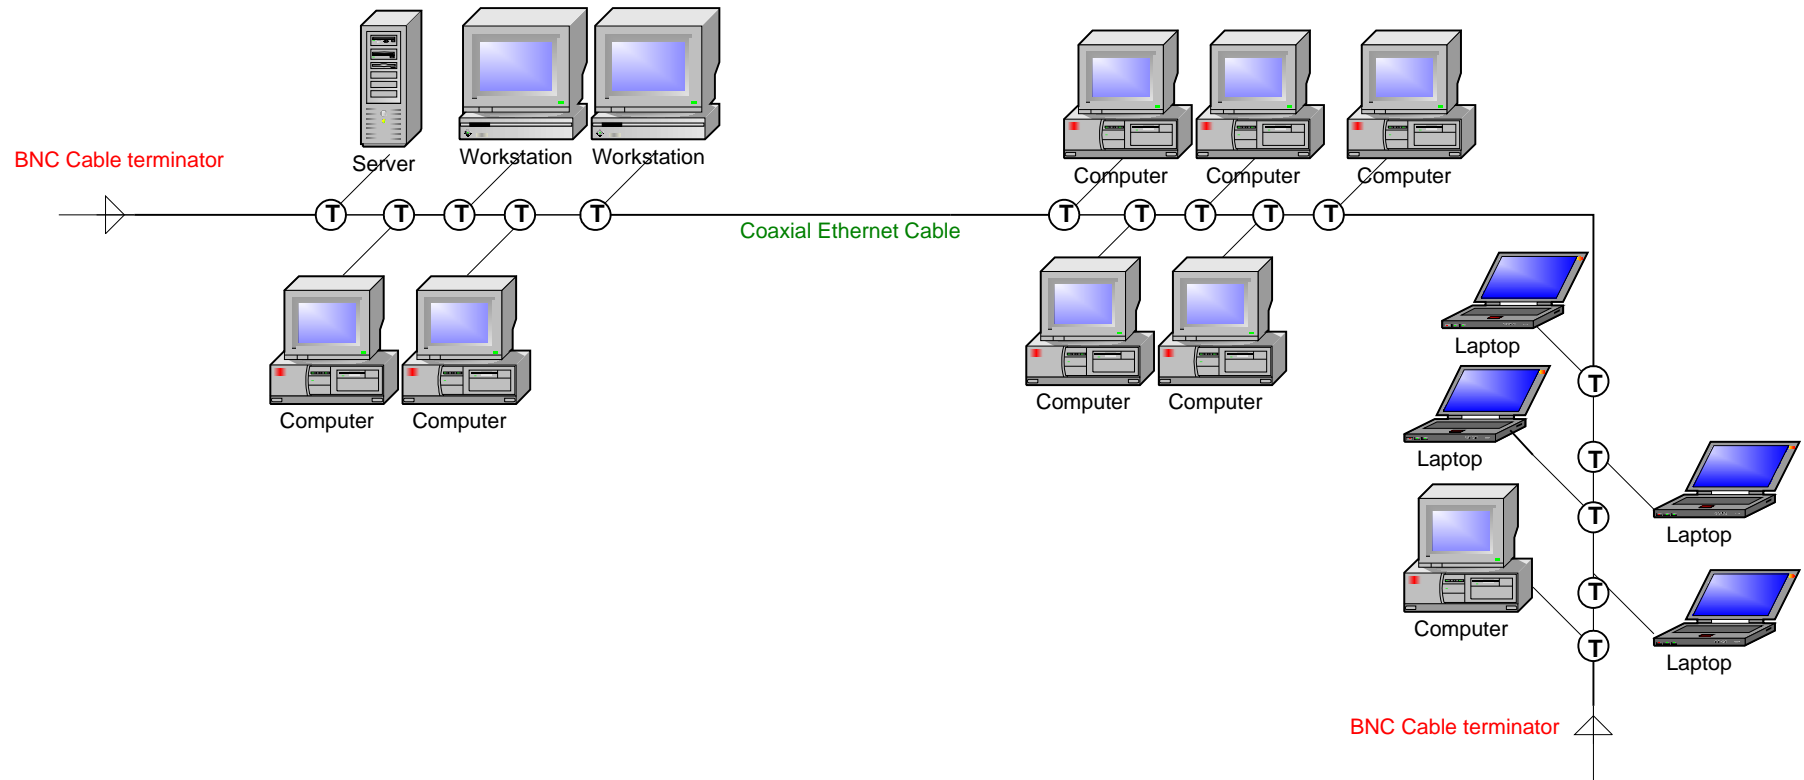 BNC Cable terminator
Server
Workstation
Workstation
Computer
Computer
Computer
T
T
T
T
T
T
T
T
T
T
Coaxial Ethernet Cable
Computer
Computer
Computer
Computer
Laptop
T
Laptop
T
T
Laptop
T
Computer
T
Laptop
BNC Cable terminator